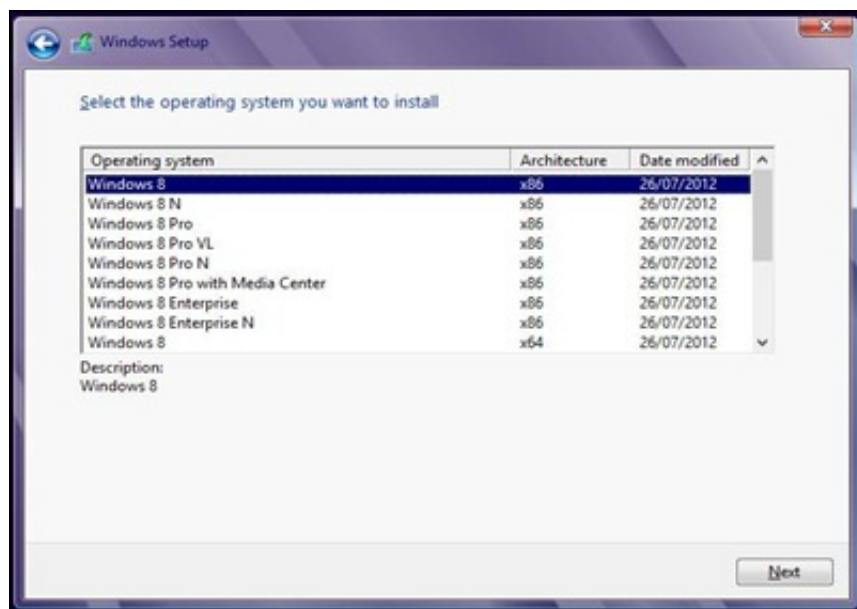 Windows Setup
Select the operating system you want to install
Operating system Architecture Date modified
Windows 8 x86 26/07/2012
Windows 8 N x86 26/07/2012
Windows 8 Pro x86 26/07/2012
Windows 8 Pro VL x86 26/07/2012
Windows 8 Pro N x86 26/07/2012
Windows 8 Pro with Media Center x86 26/07/2012
Windows 8 Enterprise x86 26/07/2012
Windows 8 Enterprise N x86 26/07/2012
Windows 8 x64 26/07/2012
Description:
Windows 8
Next